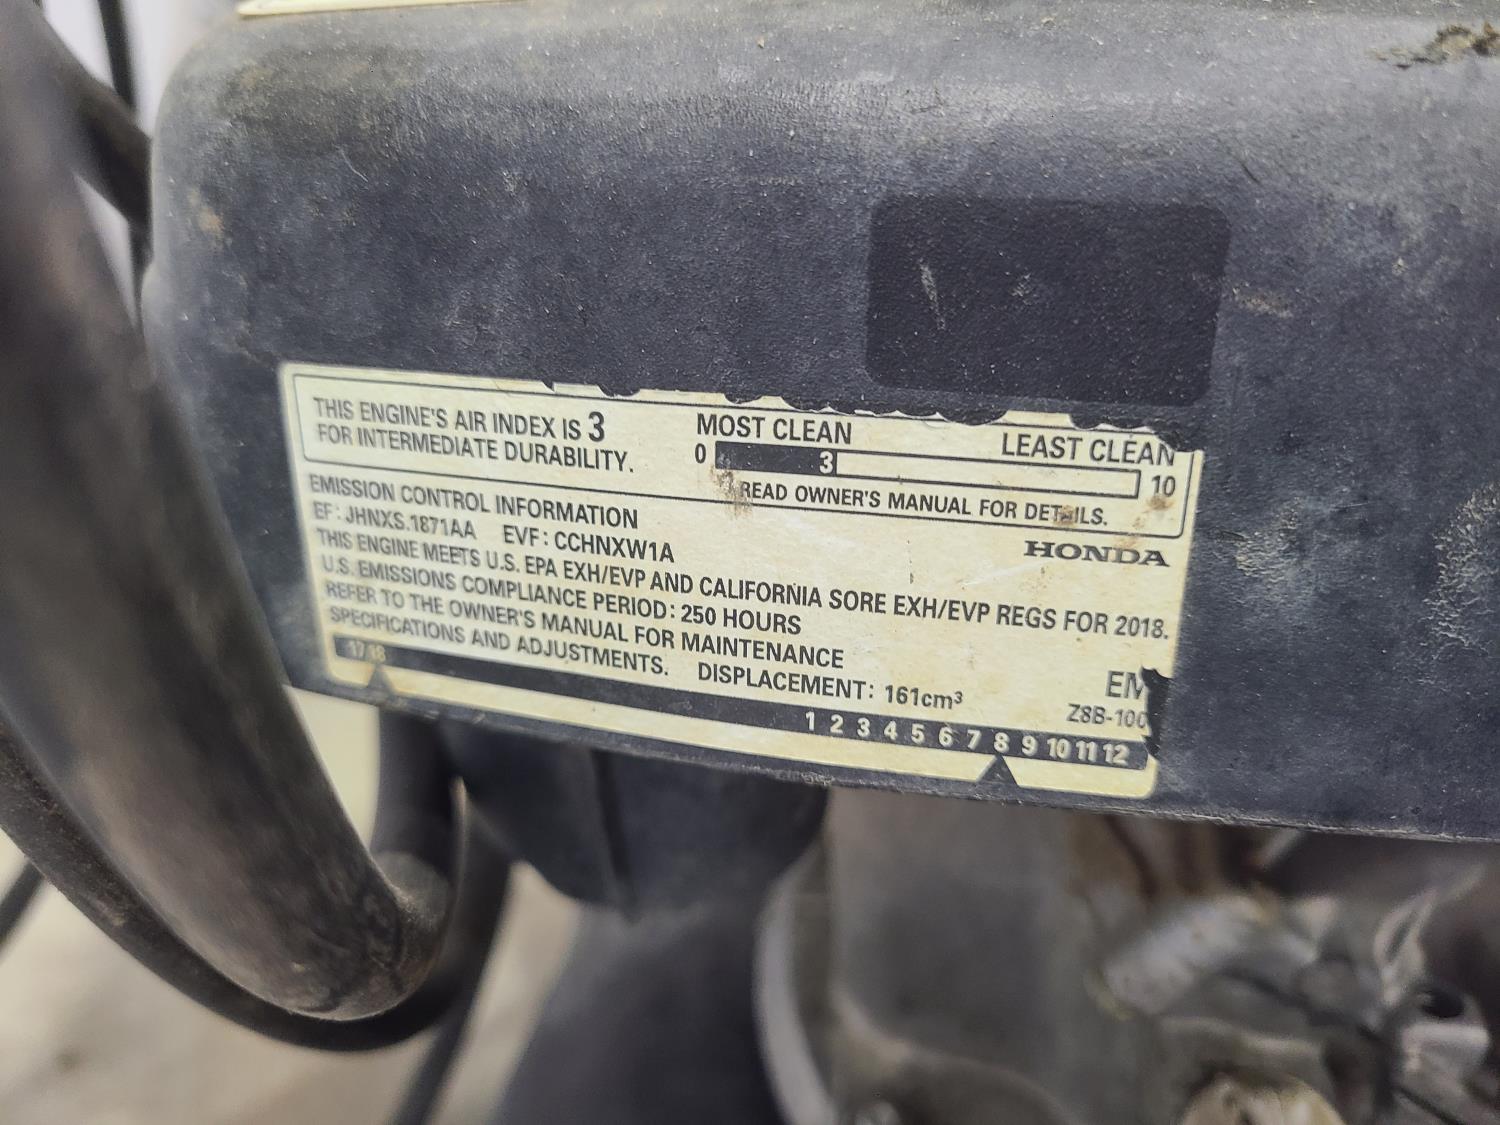 THIS ENGINE'S AIR INDEX IS 3
FOR INTERMEDIATE DURABILITY.
MOST CLEAN LEAST CLEAN
0 3 10
READ OWNER'S MANUAL FOR DETAILS.
EMISSION CONTROL INFORMATION
EF: JHNXS.1871AA EVF: CCHNXW1A
HONDA
THIS ENGINE MEETS U.S. EPA EXH/EVP AND CALIFORNIA SORE EXH/EVP REGS FOR 2018.
U.S. EMISSIONS COMPLIANCE PERIOD: 250 HOURS
REFER TO THE OWNER'S MANUAL FOR MAINTENANCE
SPECIFICATIONS AND ADJUSTMENTS. DISPLACEMENT: 161cm³
EM
Z8B-100
17 18
1 2 3 4 5 6 7 8 9 10 11 12